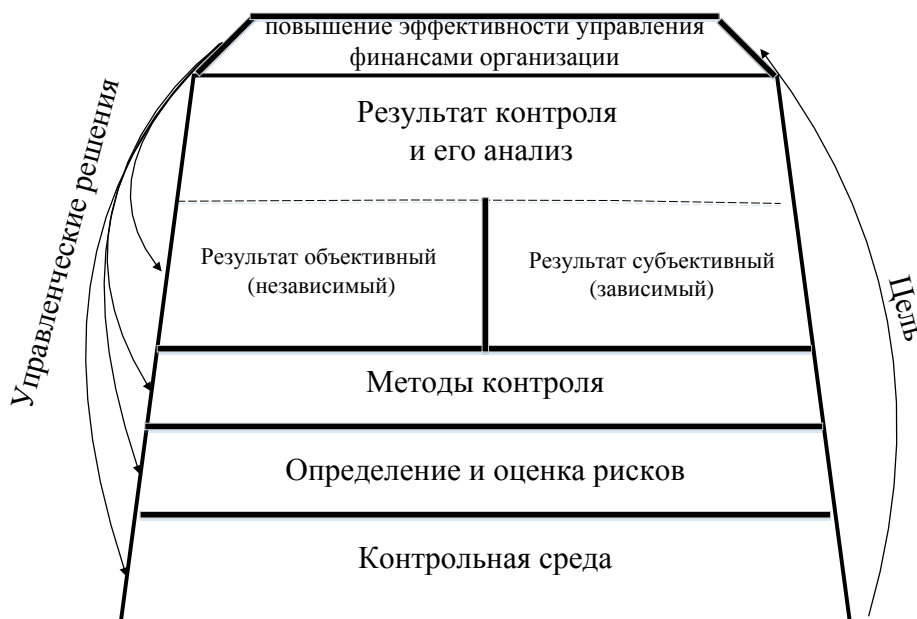 повышение эффективности управления
финансами организации
Результат контроля
и его анализ
Управленческие решения
Результат объективный
(независимый)
Результат субъективный
(зависимый)
Цель
Методы контроля
Определение и оценка рисков
Контрольная среда